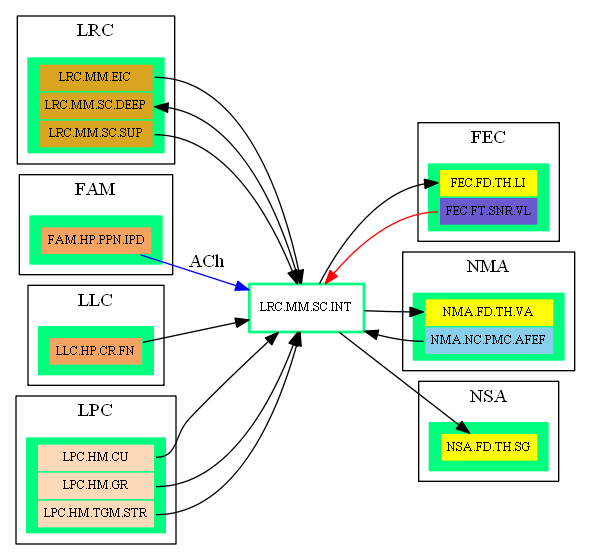 LRC
LRC.MM.EIC
LRC.MM.SC.DEEP
LRC.MM.SC.SUP
FAM
FAM.HP.PPN.IPD
ACh
LLC
LLC.HP.CR.FN
LPC
LPC.HM.CU
LPC.HM.GR
LPC.HM.TGM.STR
LRC.MM.SC.INT
FEC
FEC.FD.TH.LI
FEC.FT.SNR.VL
NMA
NMA.FD.TH.VA
NMA.NC.PMC.AFEF
NSA
NSA.FD.TH.SG